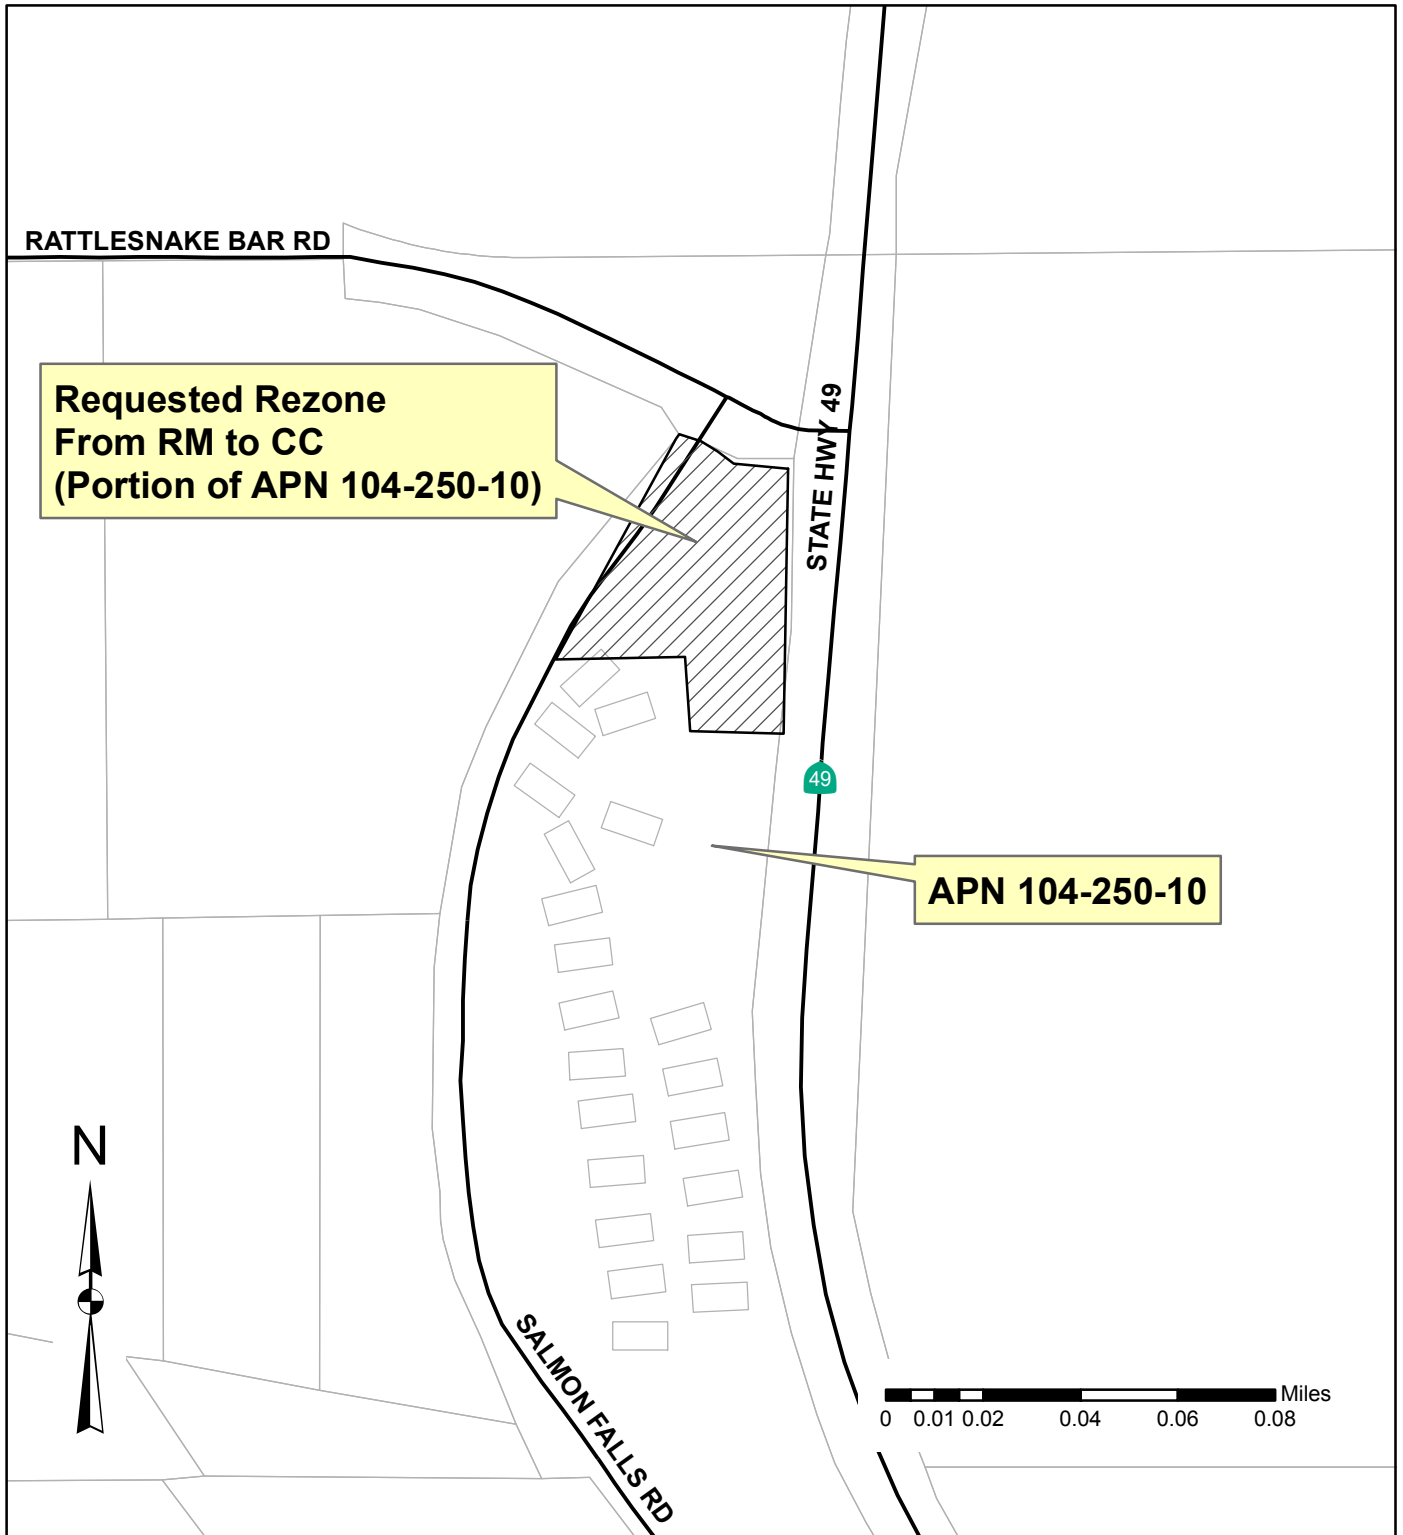 RATTLESNAKE BAR RD
Requested Rezone
From RM to CC
(Portion of APN 104-250-10)
STATE HWY 49
49
APN 104-250-10
N
SALMON FALLS RD
Miles
0 0.01 0.02 0.04 0.06 0.08